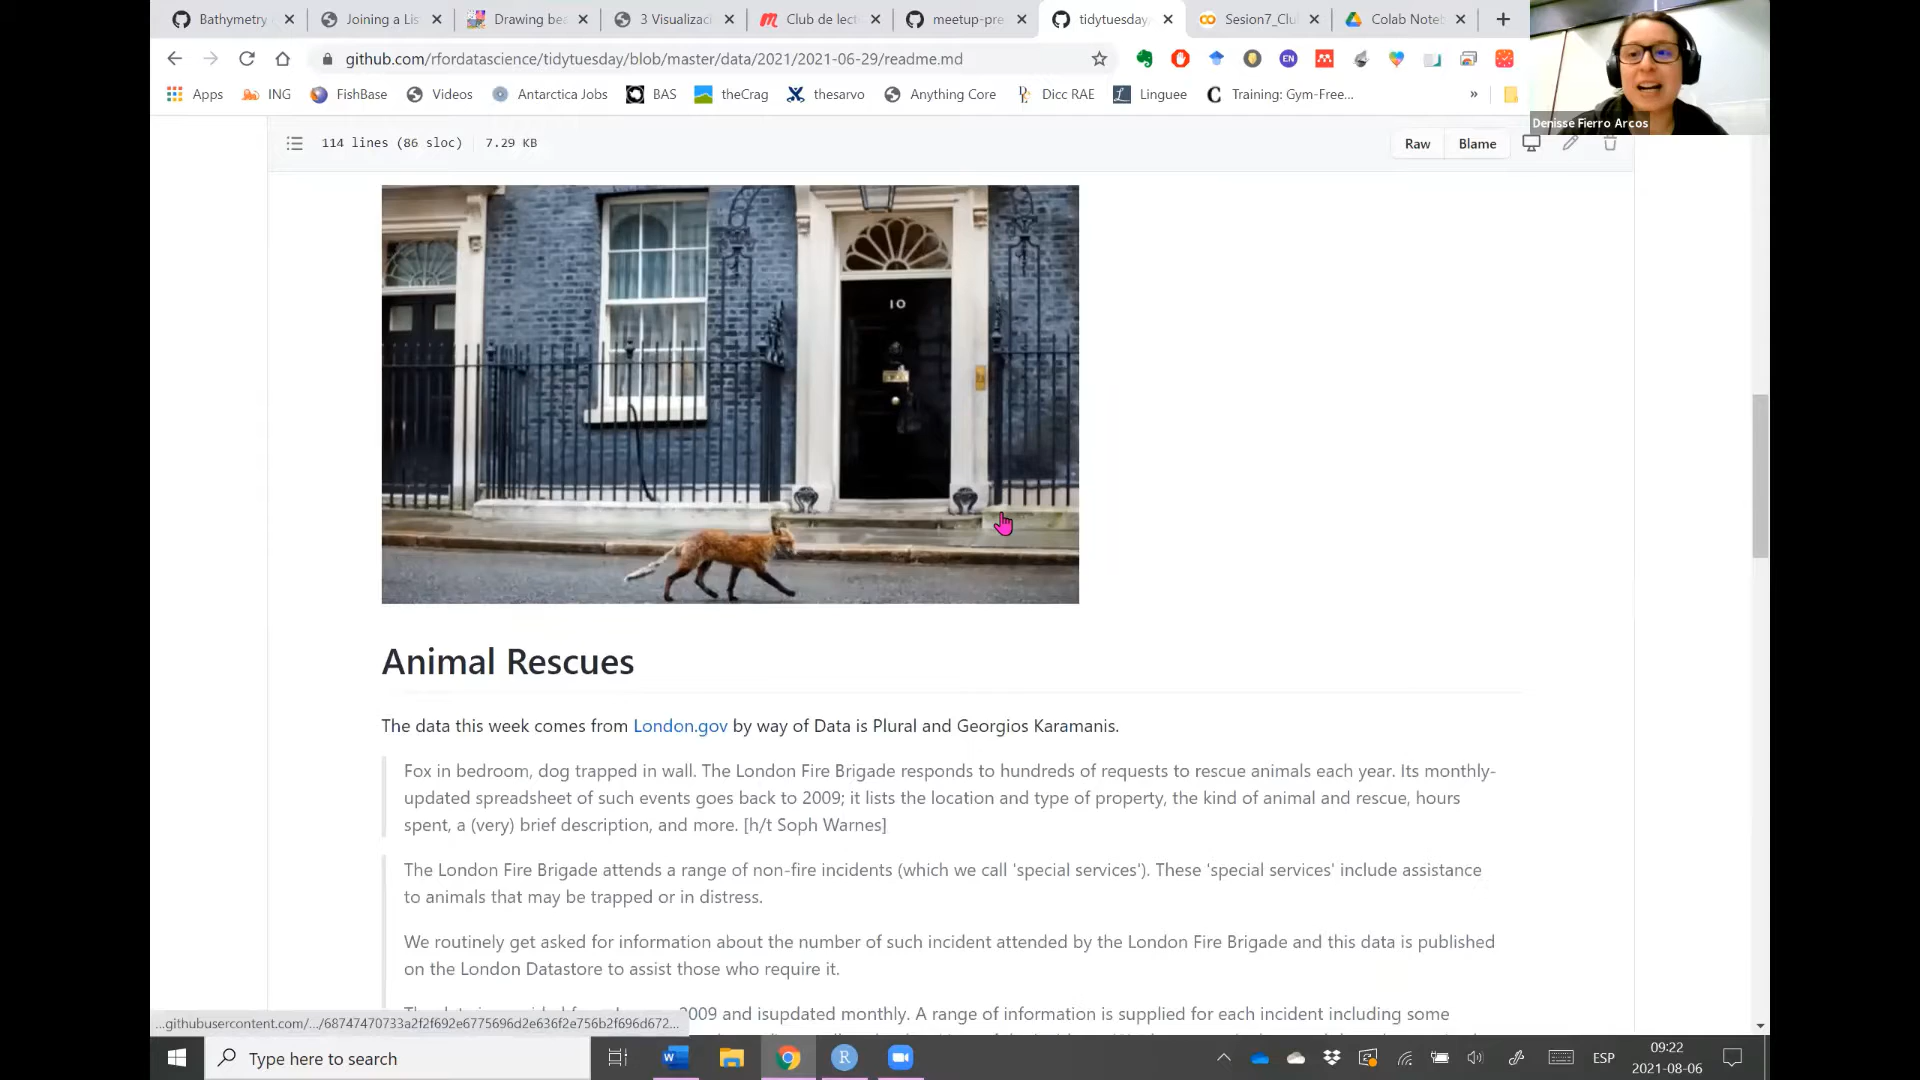 Bathymetry
Joining a Lis
Drawing bea
3 Visualizaci
Club de lect
meetup-pre
tidytuesday
Sesion7_Clu
Colab Noteb
github.com/rfordatascience/tidytuesday/blob/master/data/2021/2021-06-29/readme.md
Apps
ING
FishBase
Videos
Antarctica Jobs
BAS
theCrag
thesarvo
Anything Core
Dicc RAE
Linguee
Training: Gym-Free...
»
Denisse Fierro Arcos
114 lines (86 sloc)
7.29 KB
Raw
Blame
10
Animal Rescues
The data this week comes from London.gov by way of Data is Plural and Georgios Karamanis.
Fox in bedroom, dog trapped in wall. The London Fire Brigade responds to hundreds of requests to rescue animals each year. Its monthly-
updated spreadsheet of such events goes back to 2009; it lists the location and type of property, the kind of animal and rescue, hours
spent, a (very) brief description, and more. [h/t Soph Warnes]
The London Fire Brigade attends a range of non-fire incidents (which we call 'special services'). These 'special services' include assistance
to animals that may be trapped or in distress.
We routinely get asked for information about the number of such incident attended by the London Fire Brigade and this data is published
on the London Datastore to assist those who require it.
2009 and isupdated monthly. A range of information is supplied for each incident including some
...githubusercontent.com/.../68747470733a2f2f692e6775696d2e636f2e756b2f696d672...
Type here to search
ESP
09:22
2021-08-06